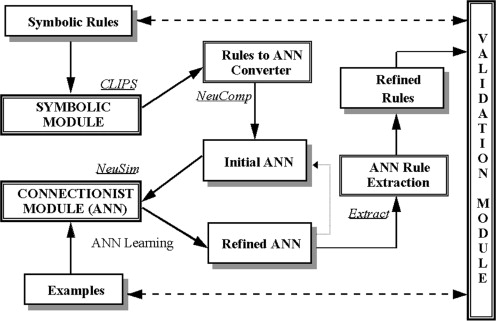 Symbolic Rules
CLIPS
SYMBOLIC
MODULE
Rules to ANN
Converter
NeuComp
Refined
Rules
NeuSim
Initial ANN
CONNECTIONIST
MODULE (ANN)
ANN Rule
Extraction
ANN Learning
Refined ANN
Extract
Examples
VALIDATION MODULE